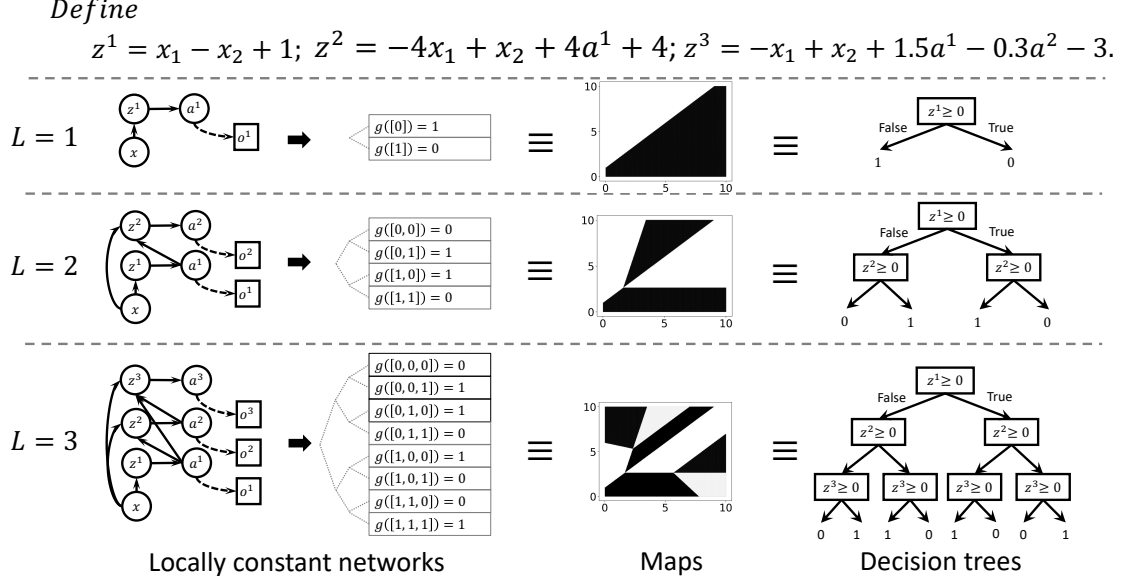 Define
z¹ = x₁ − x₂ + 1; z² = −4x₁ + x₂ + 4a¹ + 4; z³ = −x₁ + x₂ + 1.5a¹ − 0.3a² − 3.
L = 1
z¹ a¹
x o¹
g([0]) = 1
g([1]) = 0
≡
10
5
0
0 5 10
≡
z¹ ≥ 0
False True
1 0
L = 2
z² a²
o²
z¹ a¹
o¹
x
g([0,0]) = 0
g([0,1]) = 1
g([1,0]) = 1
g([1,1]) = 0
≡
10
5
0
0 5 10
≡
z¹ ≥ 0
False True
z² ≥ 0 z² ≥ 0
0 1 1 0
L = 3
z³ a³
o³
z² a²
o²
z¹ a¹
o¹
x
g([0,0,0]) = 0
g([0,0,1]) = 1
g([0,1,0]) = 1
g([0,1,1]) = 0
g([1,0,0]) = 1
g([1,0,1]) = 0
g([1,1,0]) = 0
g([1,1,1]) = 1
≡
10
5
0
0 5 10
≡
z¹ ≥ 0
False True
z² ≥ 0 z² ≥ 0
z³ ≥ 0 z³ ≥ 0 z³ ≥ 0 z³ ≥ 0
0 1 1 0 1 0 0 1
Locally constant networks Maps Decision trees